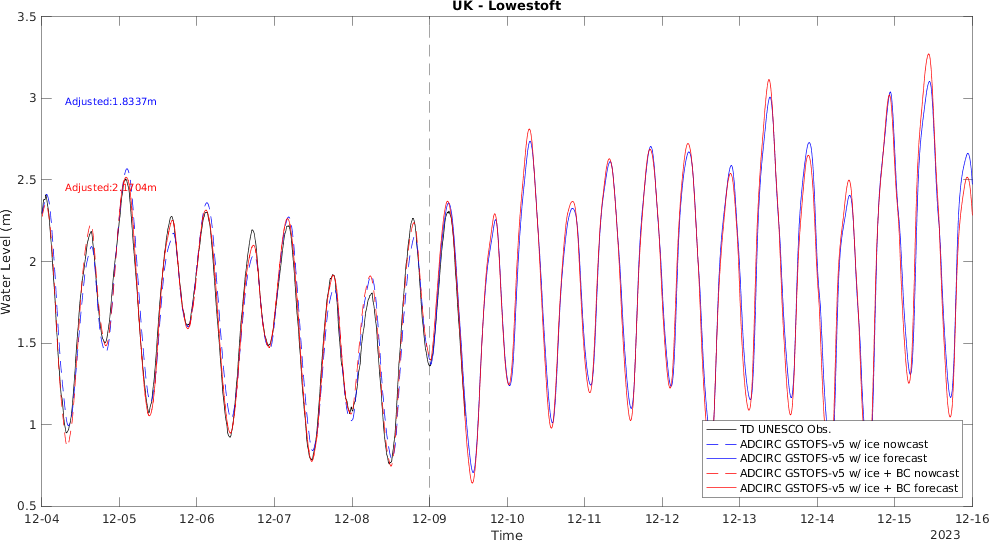 UK - Lowestoft
3.5
3
2.5
2
1.5
1
0.5
Water Level (m)
Adjusted:1.8337m
Adjusted:2.1704m
TD UNESCO Obs.
ADCIRC GSTOFS-v5 w/ ice nowcast
ADCIRC GSTOFS-v5 w/ ice forecast
ADCIRC GSTOFS-v5 w/ ice + BC nowcast
ADCIRC GSTOFS-v5 w/ ice + BC forecast
12-04 12-05 12-06 12-07 12-08 12-09 12-10 12-11 12-12 12-13 12-14 12-15 12-16
Time
2023